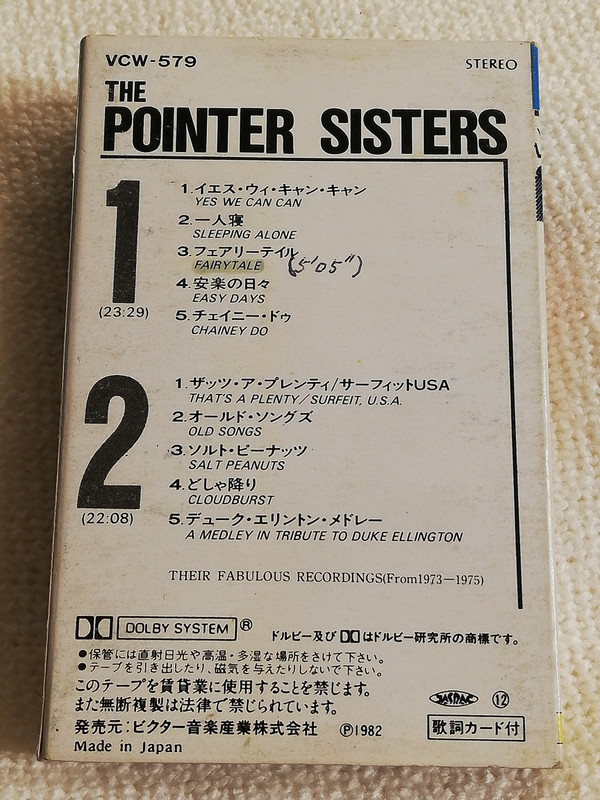 VCW-579
STEREO
THE
POINTER SISTERS
1
(23:29)
1.イエス・ウィ・キャン・キャン
YES WE CAN CAN
2.一人寝
SLEEPING ALONE
3.フェアリーテイル
FAIRYTALE (5'05")
4.安楽の日々
EASY DAYS
5.チェイニー・ドゥ
CHAINEY DO
2
(22:08)
1.ザッツ・ア・プレンティ/サーフィットUSA
THAT'S A PLENTY/SURFEIT, U.S.A.
2.オールド・ソングズ
OLD SONGS
3.ソルト・ピーナッツ
SALT PEANUTS
4.どしゃ降り
CLOUDBURST
5.デューク・エリントン・メドレー
A MEDLEY IN TRIBUTE TO DUKE ELLINGTON
THEIR FABULOUS RECORDINGS(From1973—1975)
DOLBY SYSTEM ®
ドルビー及び はドルビー研究所の商標です。
●保管には直射日光や高温・多湿な場所をさけて下さい。
●テープを引き出したり、磁気を与えたりしないで下さい。
このテープを賃貸業に使用することを禁じます。
また無断複製は法律で禁じられています。
JASRAC ⑫
発売元:ビクター音楽産業株式会社 Ⓟ1982
歌詞カード付
Made in Japan